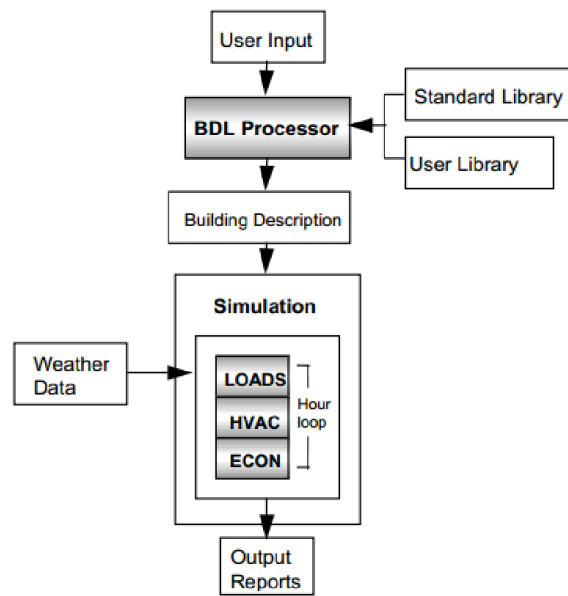 User Input
Standard Library
BDL Processor
User Library
Building Description
Simulation
Weather
Data
LOADS
HVAC
ECON
Hour
loop
Output
Reports